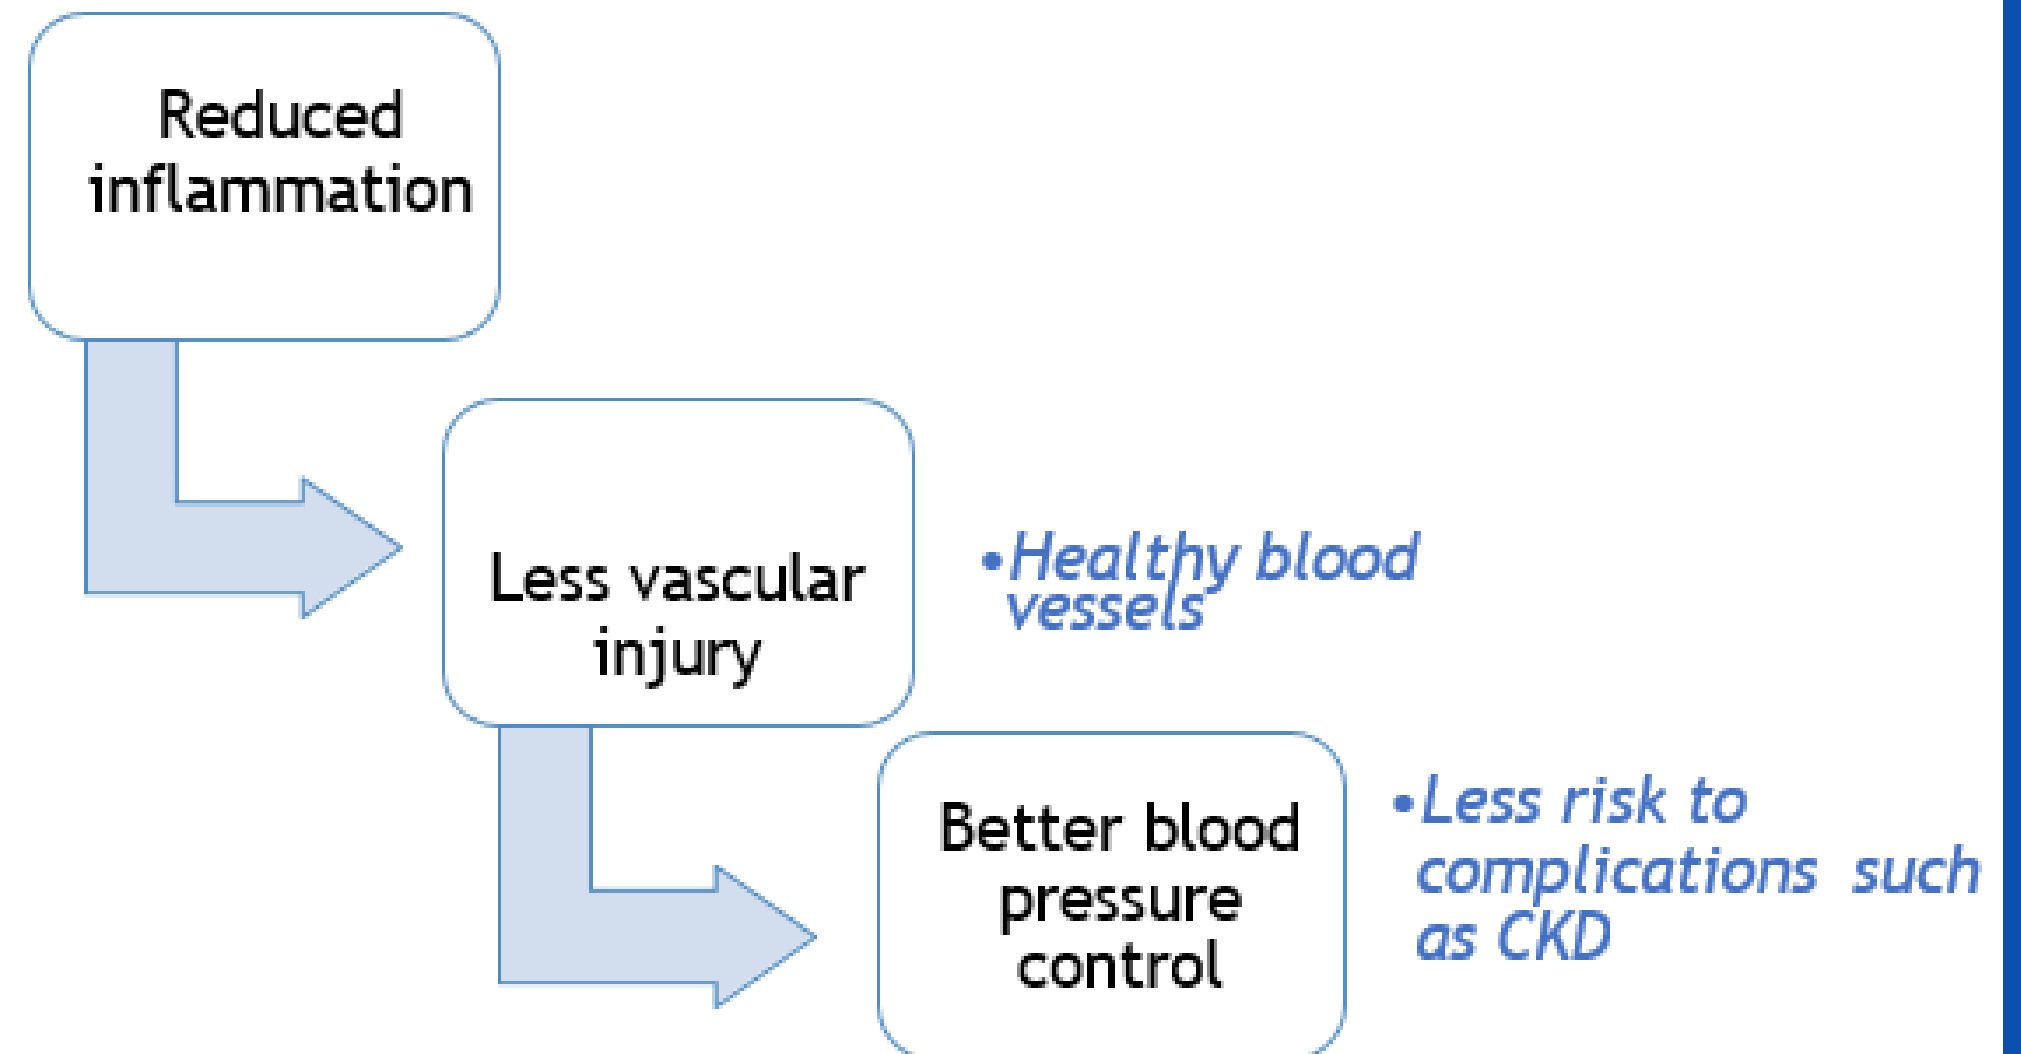 Reduced
inflammation
Less vascular
injury
•Healthy blood
vessels
Better blood
pressure
control
•Less risk to
complications such
as CKD